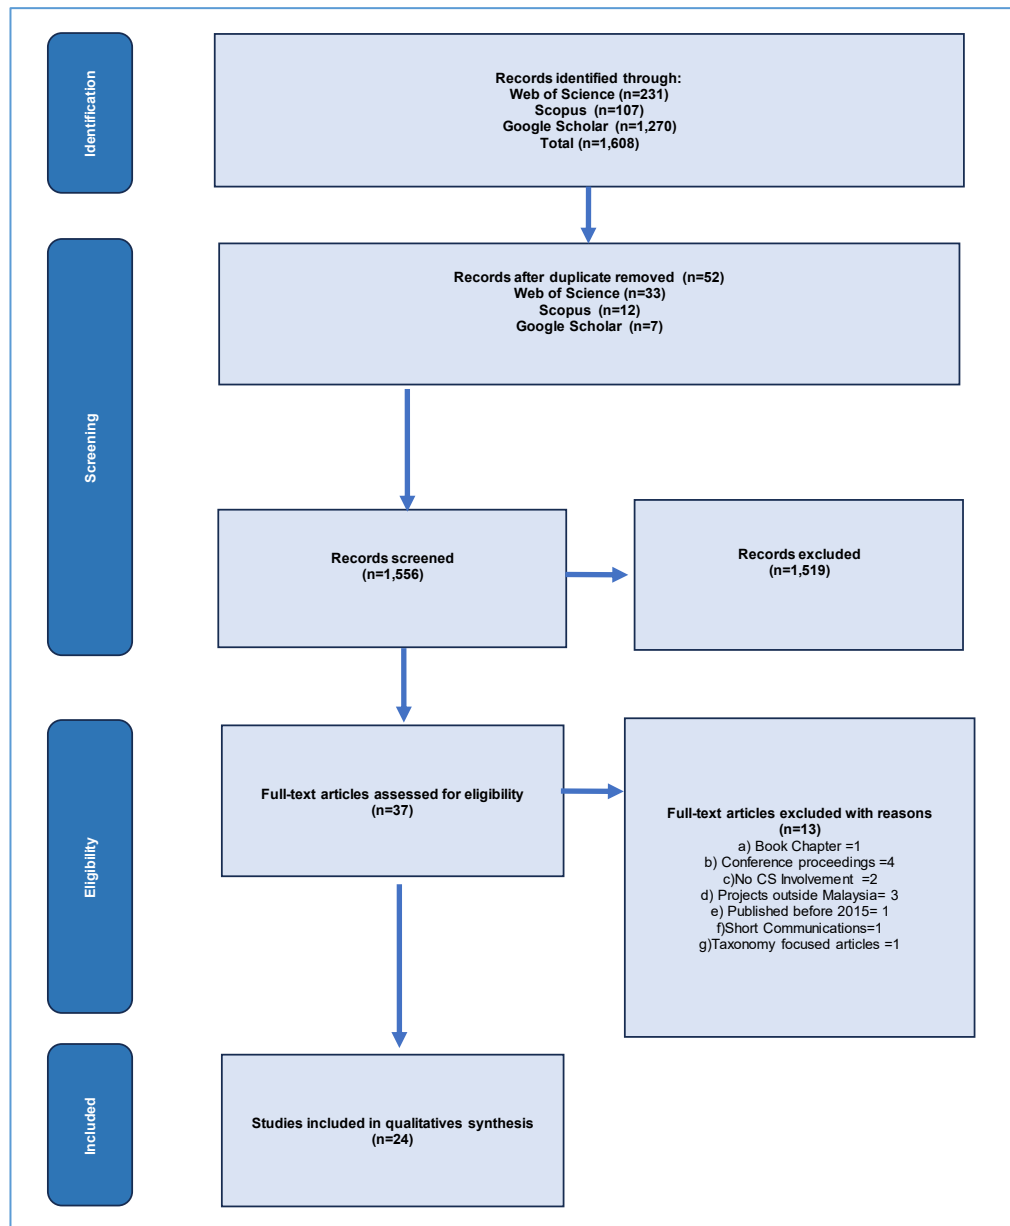 Identification
Records identified through:
Web of Science (n=231)
Scopus (n=107)
Google Scholar (n=1,270)
Total (n=1,608)
Screening
Records after duplicate removed (n=52)
Web of Science (n=33)
Scopus (n=12)
Google Scholar (n=7)
Records screened
(n=1,556)
Records excluded
(n=1,519)
Eligibility
Full-text articles assessed for eligibility
(n=37)
Full-text articles excluded with reasons
(n=13)
a) Book Chapter =1
b) Conference proceedings =4
c)No CS Involvement =2
d) Projects outside Malaysia= 3
e) Published before 2015= 1
f)Short Communications=1
g)Taxonomy focused articles =1
Included
Studies included in qualitatives synthesis
(n=24)